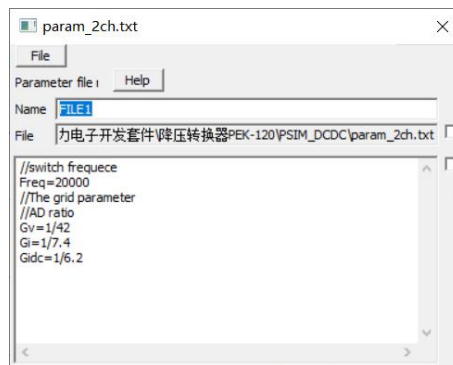 param_2ch.txt
File
Parameter file
Help
Name FILE1
File 力电子开发套件\降压转换器PEK-120\PSIM_DCDC\param_2ch.txt
//switch frequece
Freq=20000
//The grid parameter
//AD ratio
Gv=1/42
Gi=1/7.4
Gidc=1/6.2